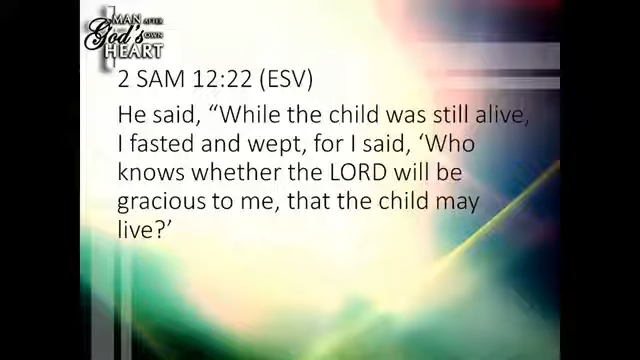 MAN AFTER
God's OWN
HEART
2 SAM 12:22 (ESV)
He said, “While the child was still alive,
I fasted and wept, for I said, ‘Who
knows whether the LORD will be
gracious to me, that the child may
live?’